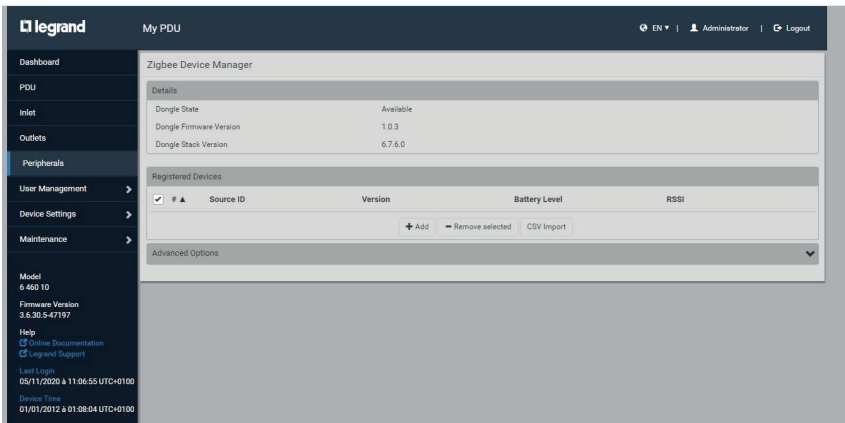 legrand
My PDU
EN
Administrator
Logout
Dashboard
PDU
Inlet
Outlets
Peripherals
User Management
Device Settings
Maintenance
Model
6 460 10
Firmware Version
3.6.30.5-47197
Help
Online Documentation
Legrand Support
Last Login
05/11/2020 à 11:06:55 UTC+0100
Device Time
01/01/2012 à 01:08:04 UTC+0100
Zigbee Device Manager
Details
Dongle State Available
Dongle Firmware Version 1.0.3
Dongle Stack Version 6.7.6.0
Registered Devices
# ▲ Source ID Version Battery Level RSSI
+ Add − Remove selected CSV Import
Advanced Options